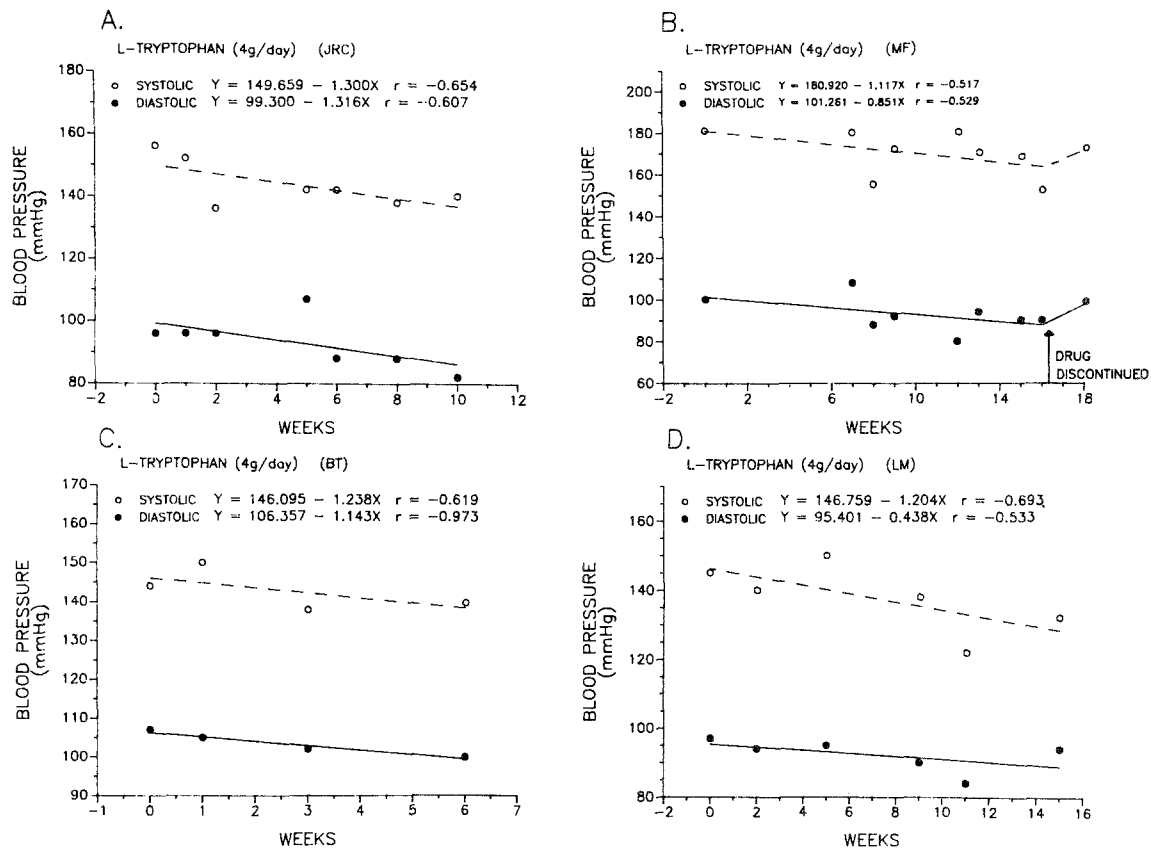 A.
L-TRYPTOPHAN (4g/day) (JRC)
180
SYSTOLIC Y = 149.659 - 1.300X r = -0.654
DIASTOLIC Y = 99.300 - 1.316X r = -0.607
160
140
120
100
80
BLOOD PRESSURE
(mmHg)
-2 0 2 4 6 8 10 12
WEEKS
B.
L-TRYPTOPHAN (4g/day) (MF)
SYSTOLIC Y = 180.920 - 1.117X r = -0.517
DIASTOLIC Y = 101.261 - 0.851X r = -0.529
200
180
160
140
120
100
80
60
BLOOD PRESSURE
(mmHg)
DRUG
DISCONTINUED
-2 0 2 4 6 8 10 12 14 16 18
WEEKS
C.
L-TRYPTOPHAN (4g/day) (BT)
170
SYSTOLIC Y = 146.095 - 1.238X r = -0.619
DIASTOLIC Y = 106.357 - 1.143X r = -0.973
160
150
140
130
120
110
100
90
BLOOD PRESSURE
(mmHg)
-1 0 1 2 3 4 5 6 7
WEEKS
D.
L-TRYPTOPHAN (4g/day) (LM)
SYSTOLIC Y = 146.759 - 1.204X r = -0.693
DIASTOLIC Y = 95.401 - 0.438X r = -0.533
160
140
120
100
80
BLOOD PRESSURE
(mmHg)
-2 0 2 4 6 8 10 12 14 16
WEEKS